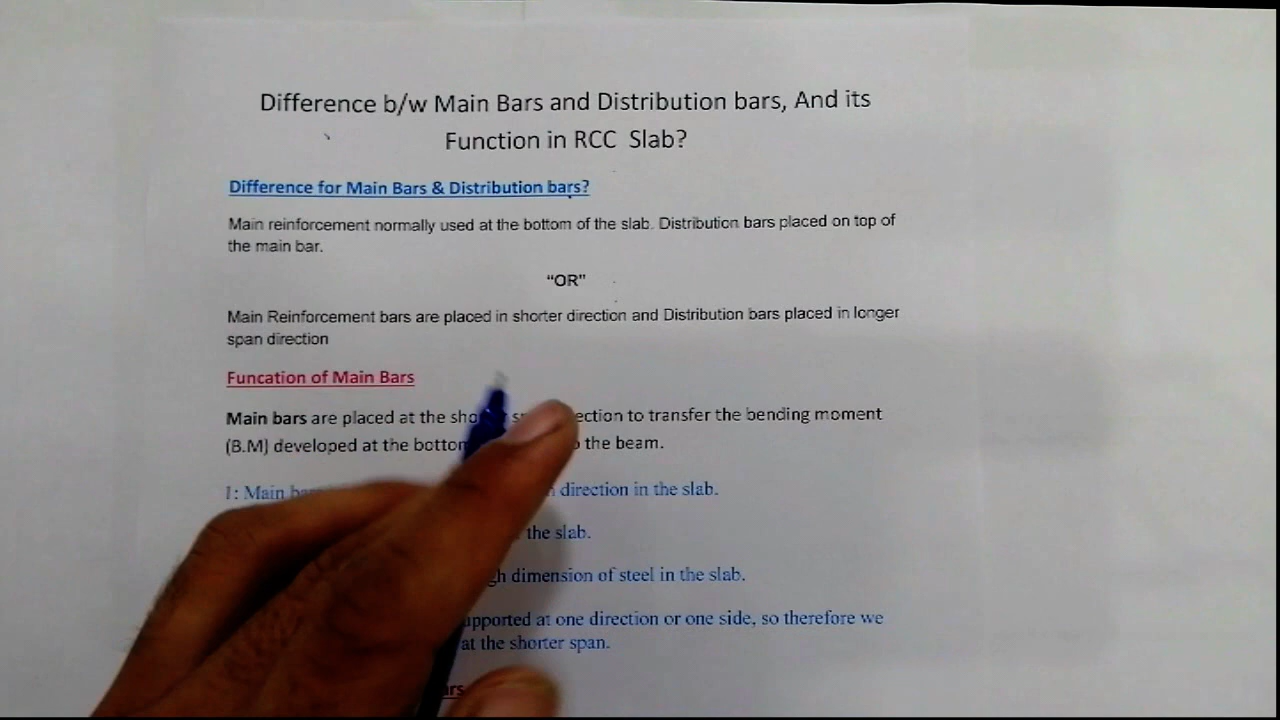 Difference b/w Main Bars and Distribution bars, And its
Function in RCC Slab?
Difference for Main Bars & Distribution bars?
Main reinforcement normally used at the bottom of the slab. Distribution bars placed on top of
the main bar.
“OR”
Main Reinforcement bars are placed in shorter direction and Distribution bars placed in longer
span direction
Funcation of Main Bars
Main bars are placed at the to transfer the bending moment
(B.M) developed at the the beam.
1: Main direction in the slab.
the slab.
dimension of steel in the slab.
at one direction or one side, so therefore we
at the shorter span.